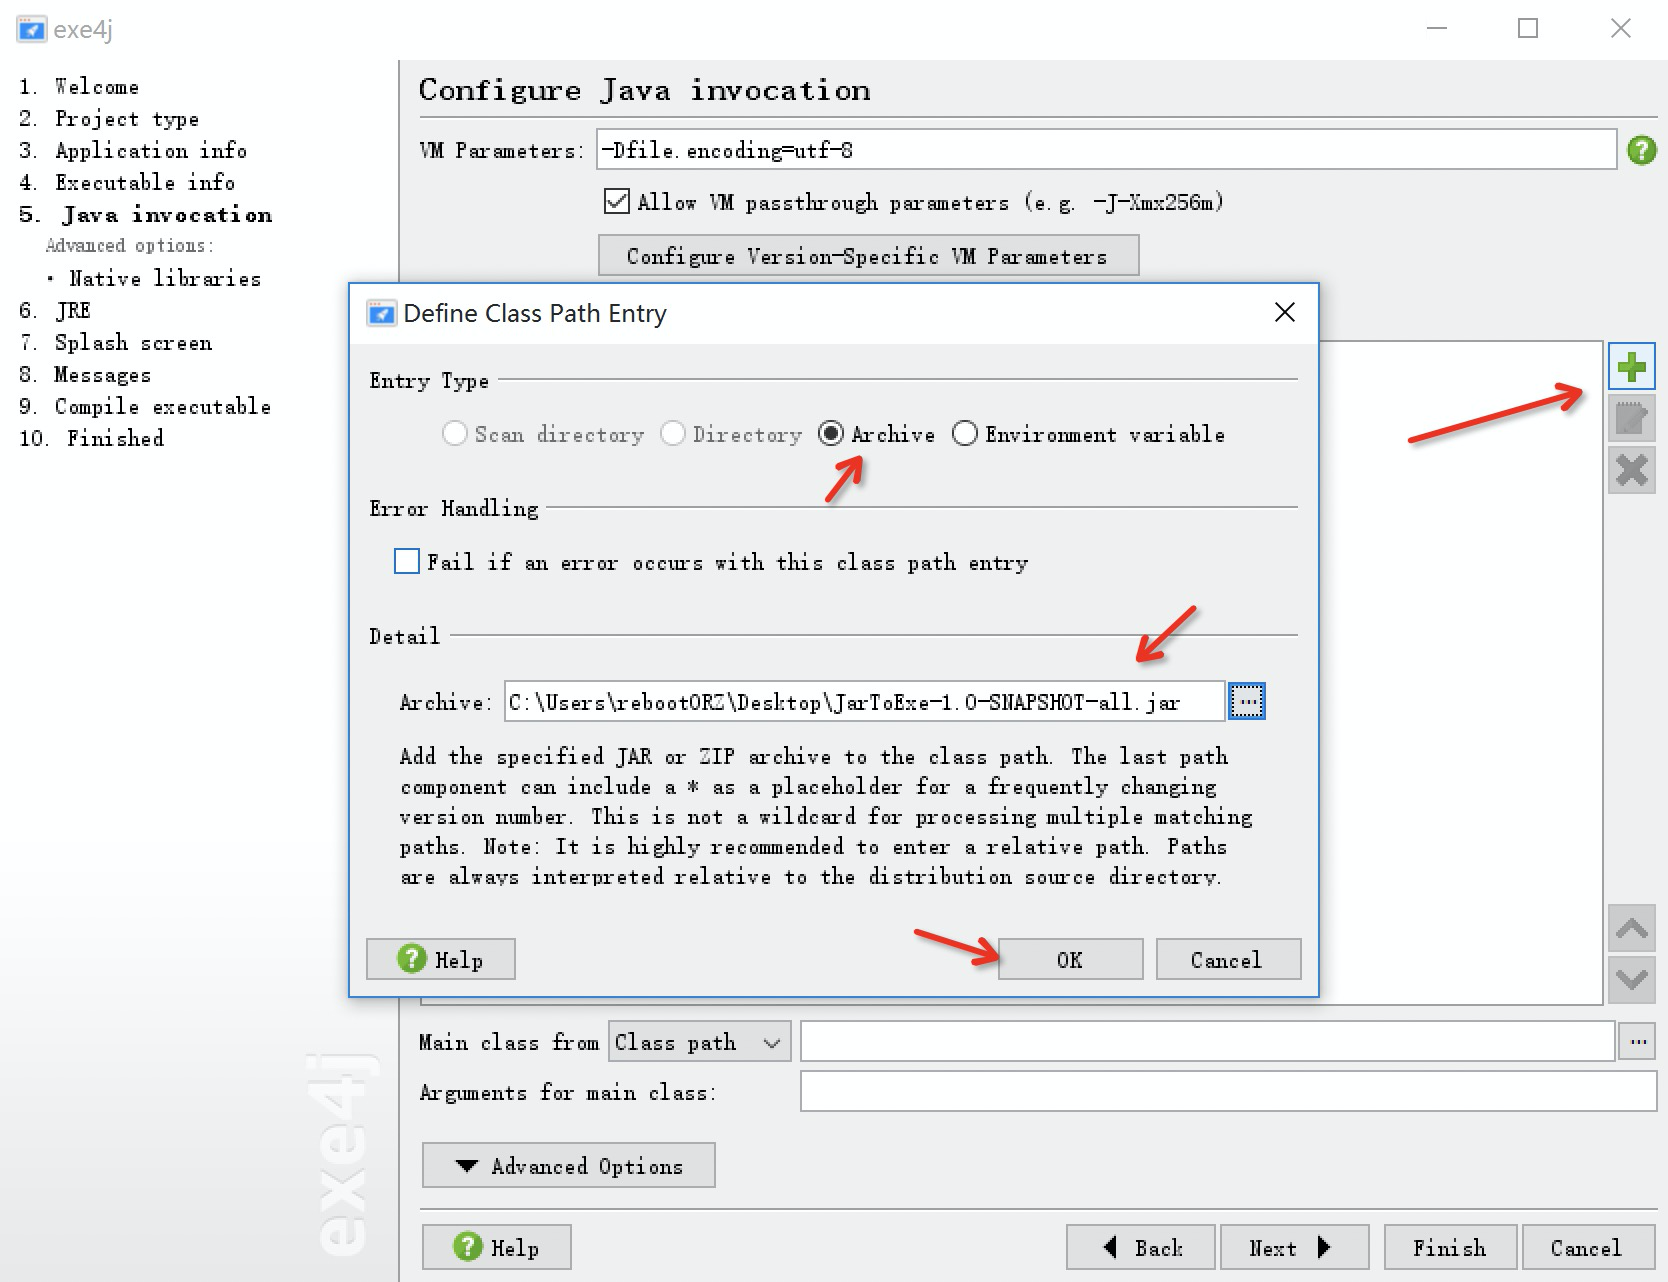 exe4j
1. Welcome
2. Project type
3. Application info
4. Executable info
5. Java invocation
Advanced options:
· Native libraries
6. JRE
7. Splash screen
8. Messages
9. Compile executable
10. Finished
exe4j
Configure Java invocation
VM Parameters: -Dfile.encoding=utf-8
Allow VM passthrough parameters (e.g. -J-Xmx256m)
Configure Version-Specific VM Parameters
Define Class Path Entry
Entry Type
Scan directory Directory Archive Environment variable
Error Handling
Fail if an error occurs with this class path entry
Detail
Archive: C:\Users\rebootORZ\Desktop\JarToExe-1.0-SNAPSHOT-all.jar ...
Add the specified JAR or ZIP archive to the class path. The last path
component can include a * as a placeholder for a frequently changing
version number. This is not a wildcard for processing multiple matching
paths. Note: It is highly recommended to enter a relative path. Paths
are always interpreted relative to the distribution source directory.
Help OK Cancel
Main class from Class path ...
Arguments for main class:
Advanced Options
Help Back Next Finish Cancel